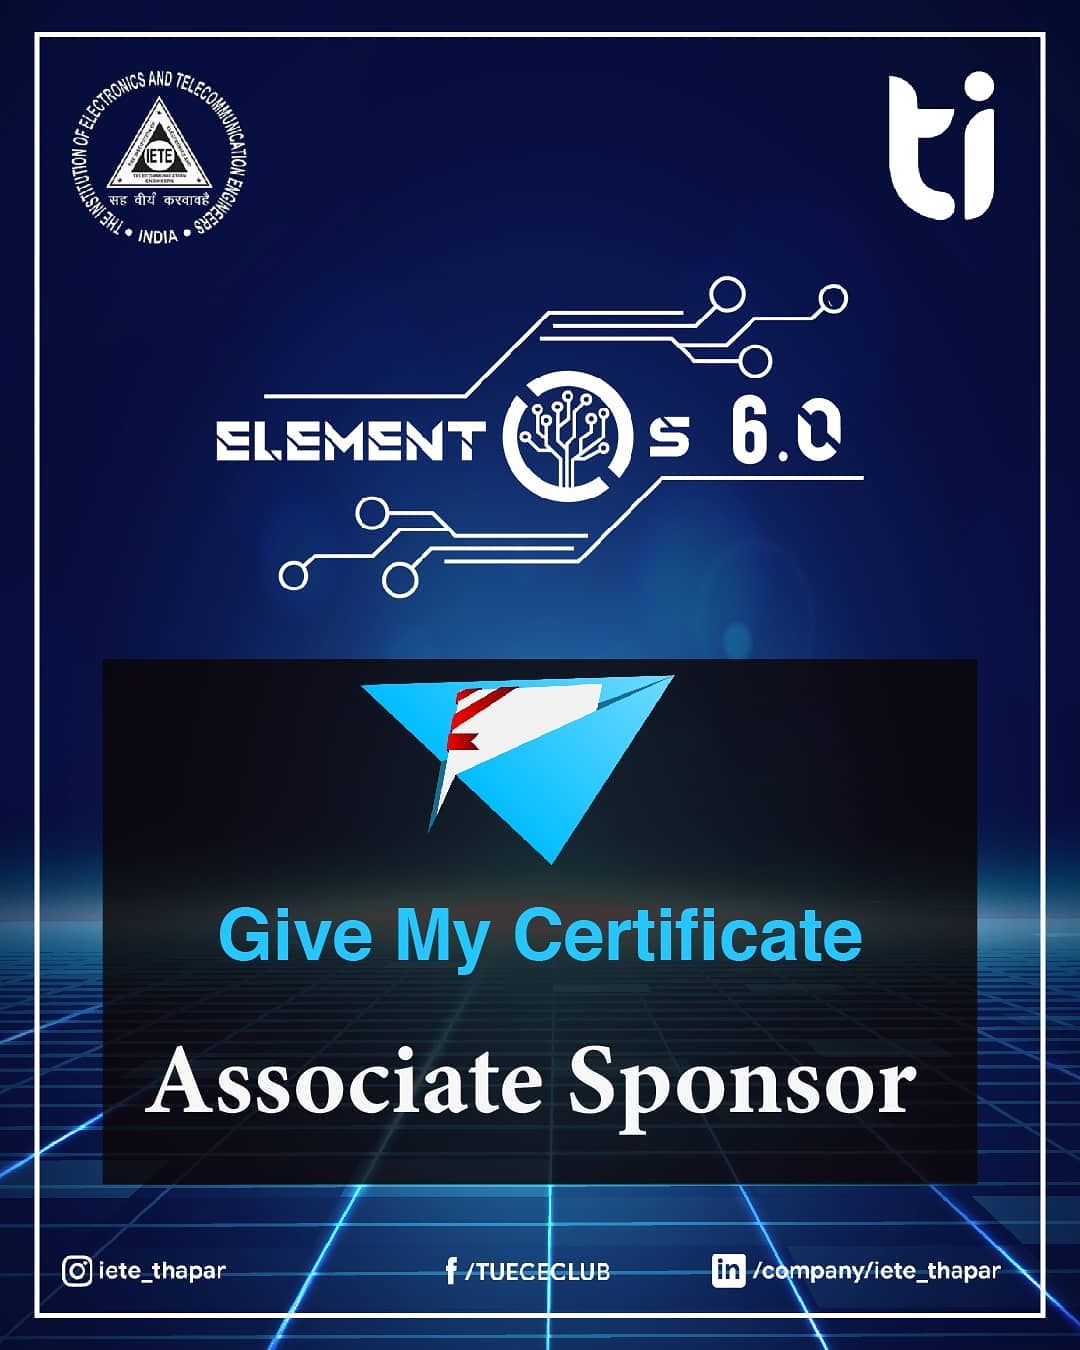 THE INSTITUTION OF ELECTRONICS AND TELECOMMUNICATION ENGINEERS
IETE
सह वीर्यं करवावहै
• INDIA •
ti
ELEMENTOS 6.0
Give My Certificate
Associate Sponsor
iete_thapar
f /TUECECLUB
in /company/iete_thapar